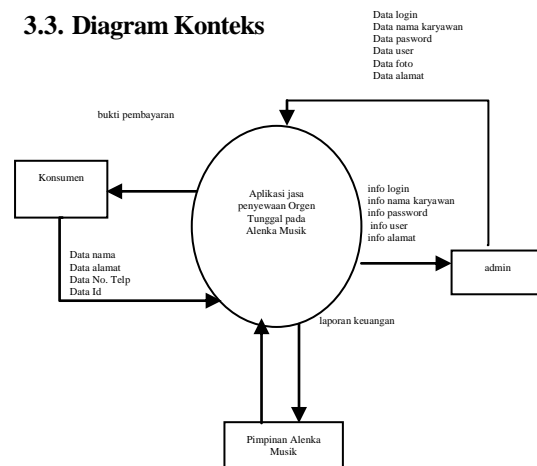 3.3. Diagram Konteks
Data login
Data nama karyawan
Data pasword
Data user
Data foto
Data alamat
bukti pembayaran
Konsumen
Aplikasi jasa
penyewaan Orgen
Tunggal pada
Alenka Musik
info login
info nama karyawan
info password
info user
info alamat
admin
Data nama
Data alamat
Data No. Telp
Data Id
laporan keuangan
Pimpinan Alenka
Musik